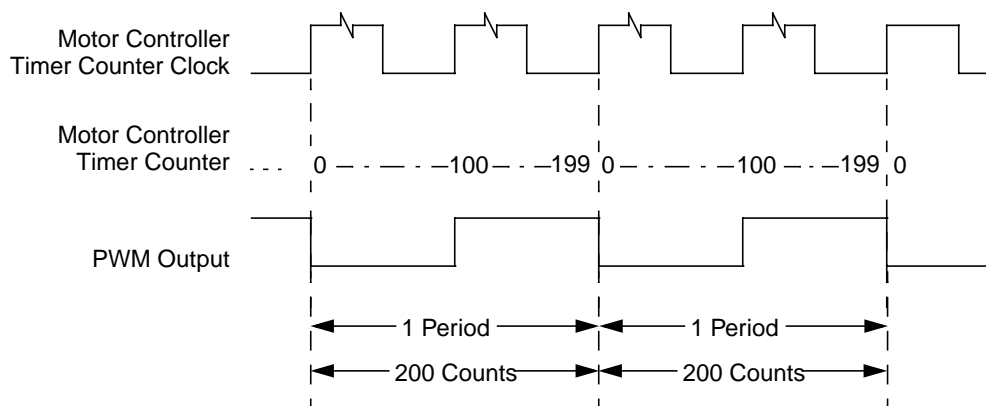 Motor Controller
Timer Counter Clock
Motor Controller
Timer Counter
0 100 199 0 100 199 0
PWM Output
1 Period 1 Period
200 Counts 200 Counts